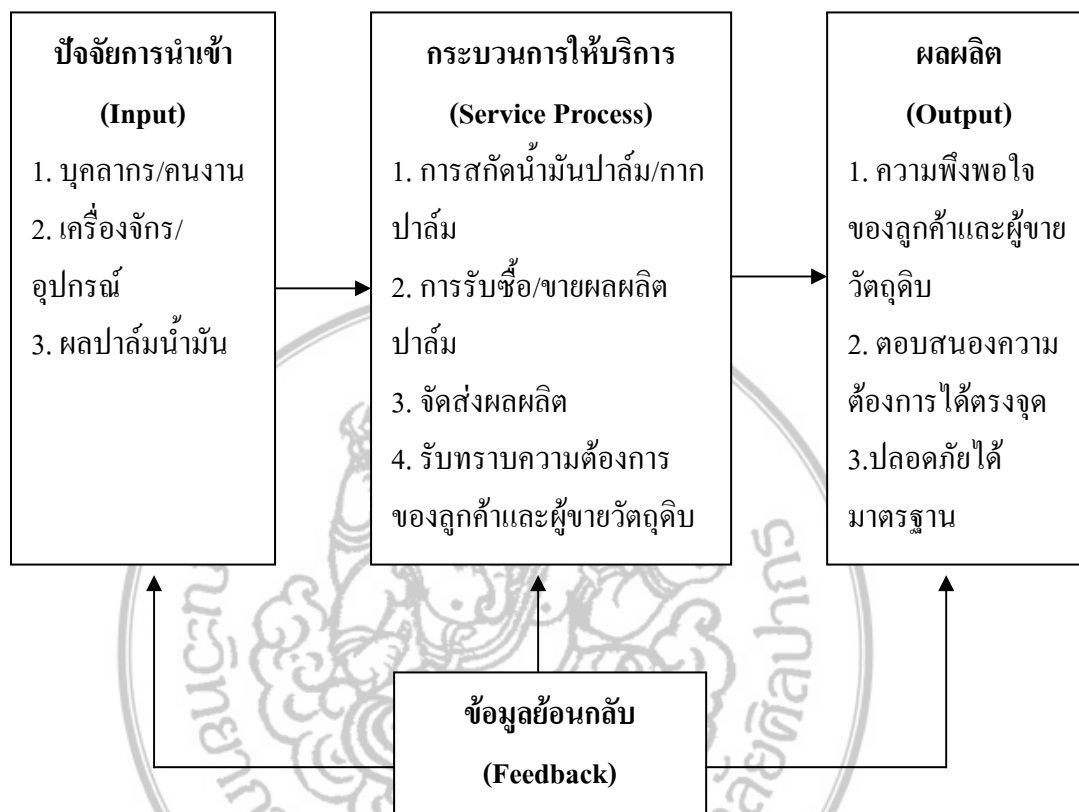 ปัจจัยการนำเข้า
(Input)
1. บุคลากร/คนงาน
2. เครื่องจักร/
อุปกรณ์
3. ผลปาล์มน้ำมัน
กระบวนการให้บริการ
(Service Process)
1. การสกัดน้ำมันปาล์ม/กาก
ปาล์ม
2. การรับซื้อ/ขายผลผลิต
ปาล์ม
3. จัดส่งผลผลิต
4. รับทราบความต้องการ
ของลูกค้าและผู้ขายวัตถุดิบ
ผลผลิต
(Output)
1. ความพึงพอใจ
ของลูกค้าและผู้ขาย
วัตถุดิบ
2. ตอบสนองความ
ต้องการได้ตรงจุด
3.ปลอดภัยได้
มาตรฐาน
ข้อมูลย้อนกลับ
(Feedback)